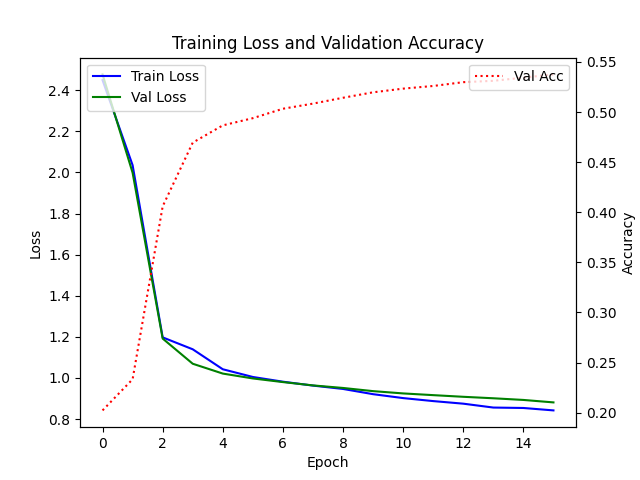 Training Loss and Validation Accuracy
Train Loss
Val Loss
Val Acc
2.4
2.2
2.0
1.8
1.6
1.4
1.2
1.0
0.8
Loss
0.55
0.50
0.45
0.40
0.35
0.30
0.25
0.20
Accuracy
0 2 4 6 8 10 12 14
Epoch